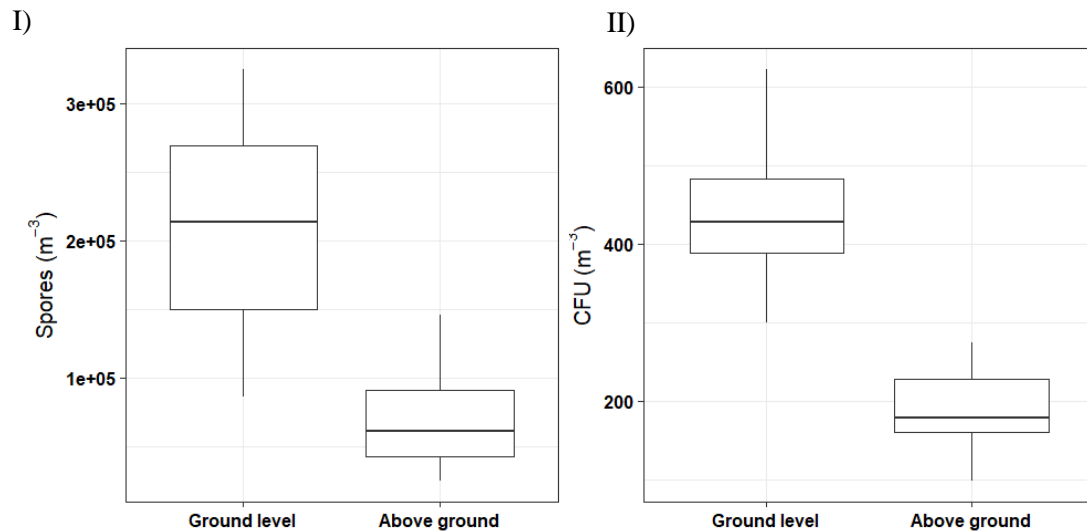 I)
II)
Spores (m⁻³)
3e+05
2e+05
1e+05
Ground level
Above ground
CFU (m⁻³)
600
400
200
Ground level
Above ground